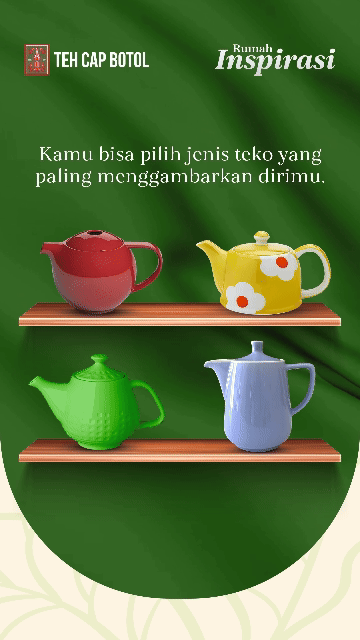 TEH CAP BOTOL
Rumah
Inspirasi
Kamu bisa pilih jenis teko yang
paling menggambarkan dirimu.